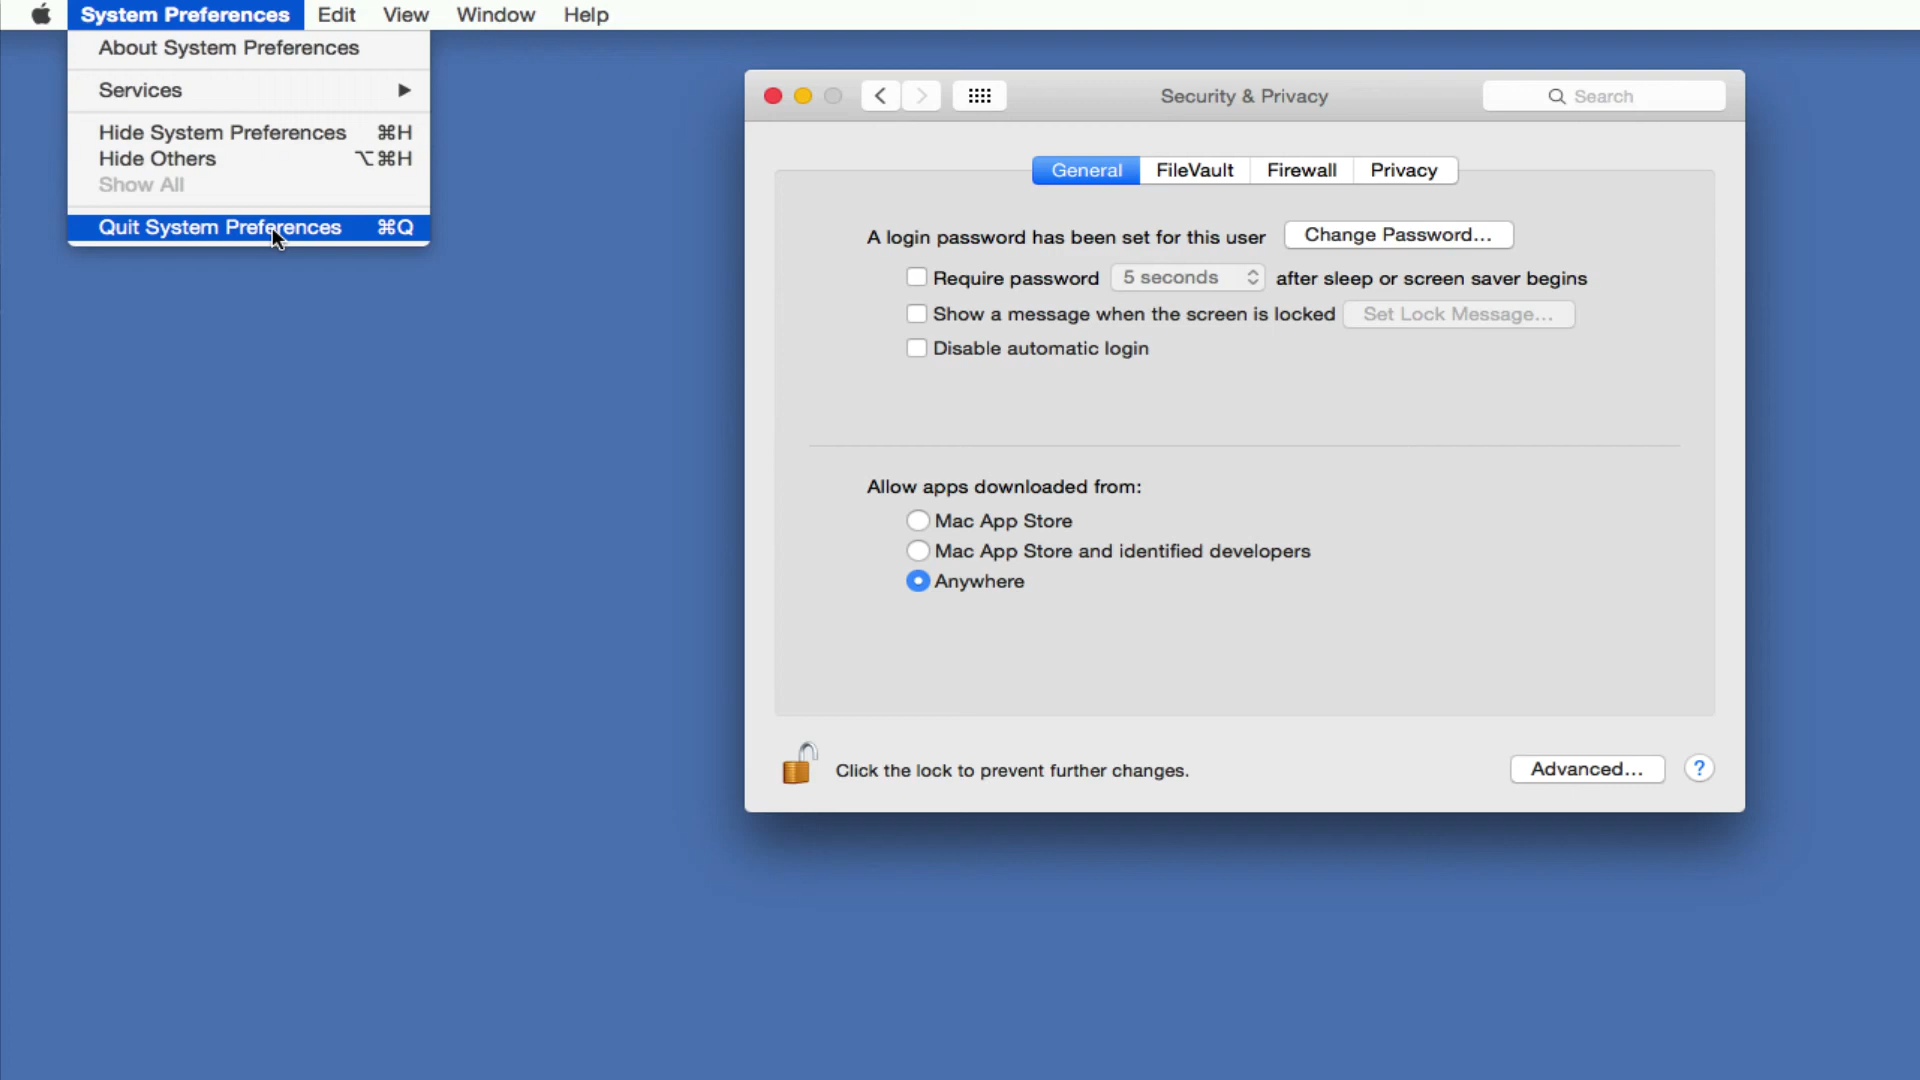 System Preferences Edit View Window Help
About System Preferences
Services
Hide System Preferences ⌘H
Hide Others ⌥⌘H
Show All
Quit System Preferences ⌘Q
Security & Privacy
Search
General FileVault Firewall Privacy
A login password has been set for this user Change Password...
Require password 5 seconds after sleep or screen saver begins
Show a message when the screen is locked Set Lock Message...
Disable automatic login
Allow apps downloaded from:
Mac App Store
Mac App Store and identified developers
Anywhere
Click the lock to prevent further changes.
Advanced... ?